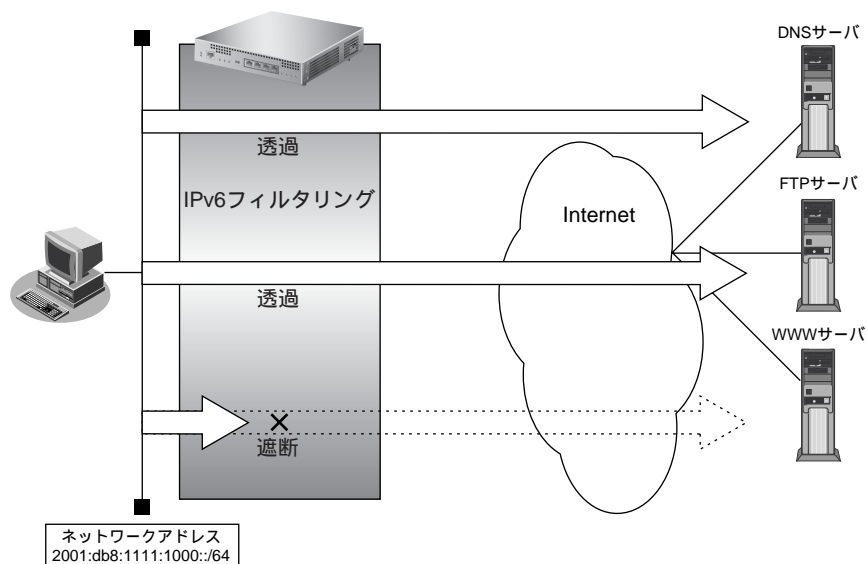 DNSサーバ
透過
IPv6フィルタリング
FTPサーバ
Internet
透過
WWWサーバ
遮断
ネットワークアドレス
2001:db8:1111:1000::/64